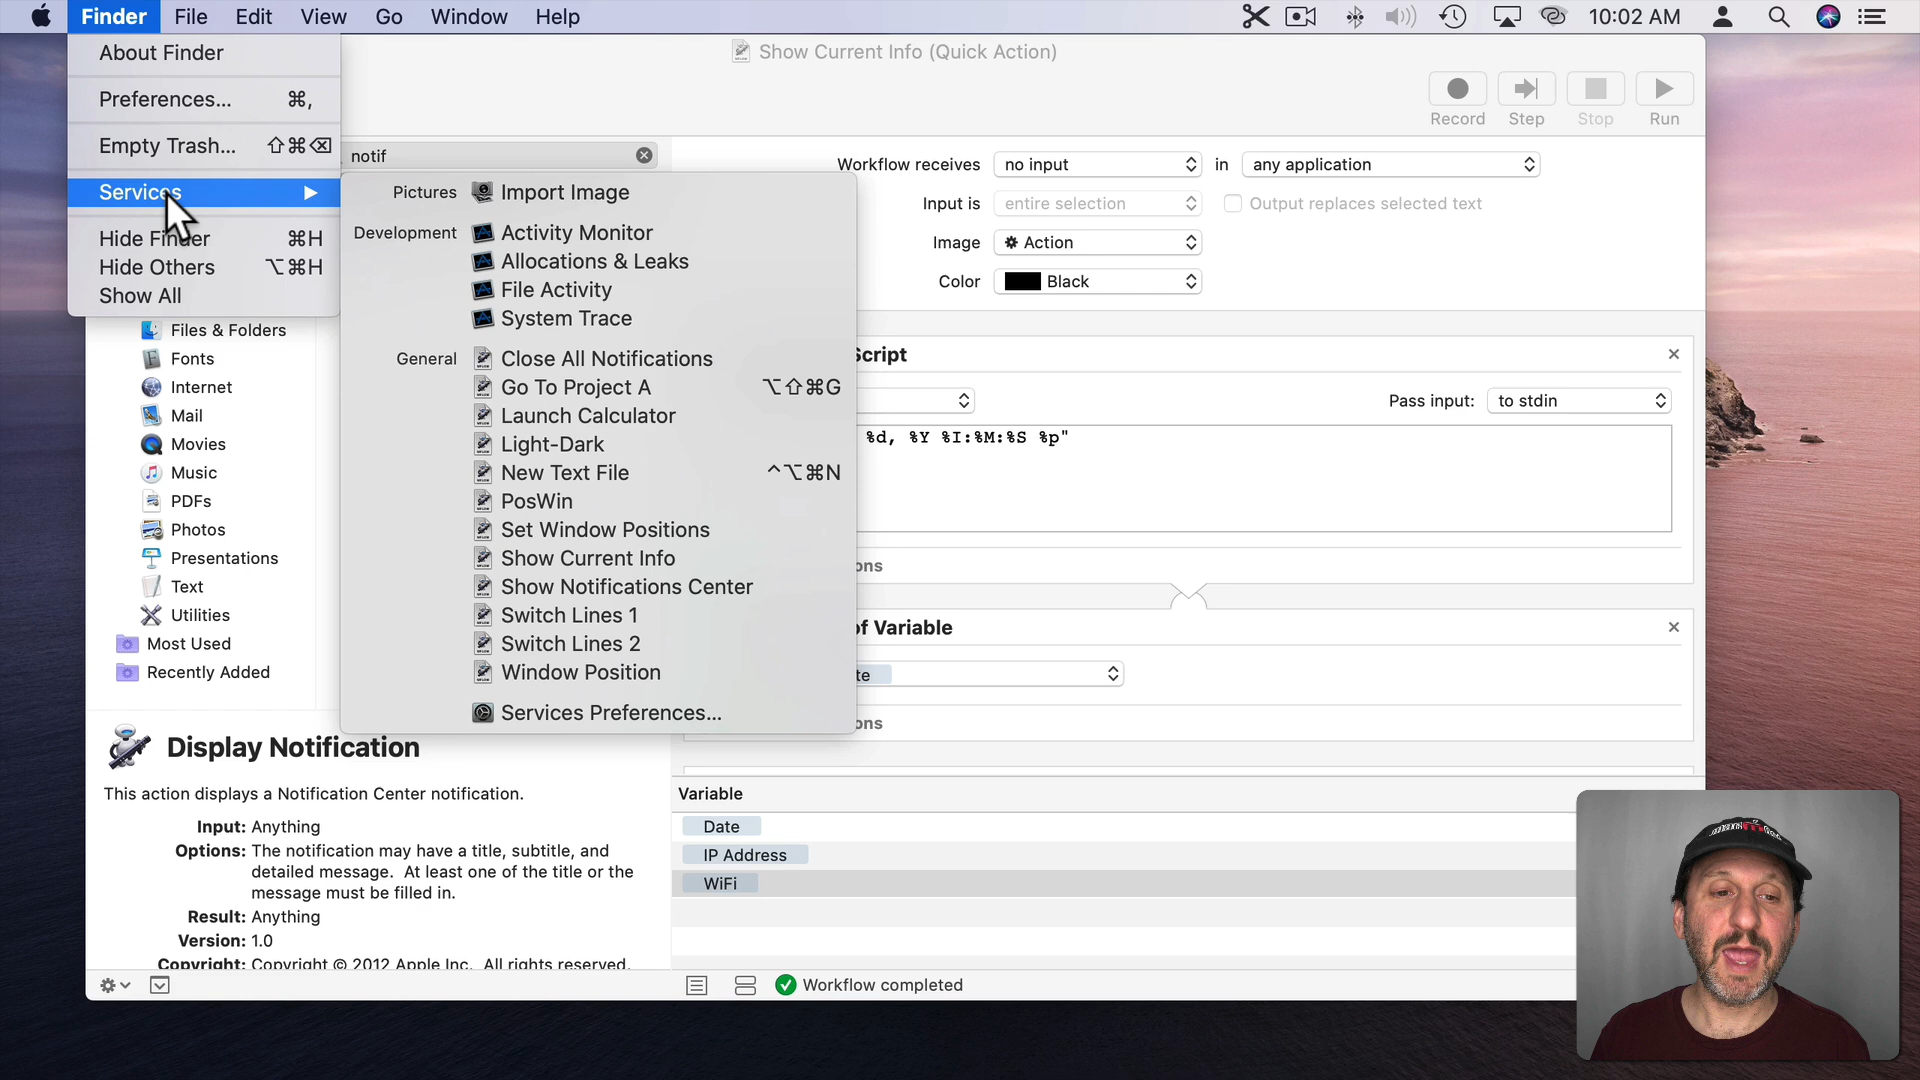 Finder File Edit View Go Window Help 10:02 AM
About Finder
Preferences... ⌘,
Empty Trash... ⇧⌘⌫
Services ▶
Hide Finder ⌘H
Hide Others ⌥⌘H
Show All
Show Current Info (Quick Action)
Record Step Stop Run
notif
Pictures Import Image
Development Activity Monitor
Allocations & Leaks
File Activity
System Trace
General Close All Notifications
Go To Project A ⌥⇧⌘G
Launch Calculator
Light-Dark
New Text File ^⌥⌘N
PosWin
Set Window Positions
Show Current Info
Show Notifications Center
Switch Lines 1
Switch Lines 2
Window Position
Services Preferences...
Files & Folders
Fonts
Internet
Mail
Movies
Music
PDFs
Photos
Presentations
Text
Utilities
Most Used
Recently Added
Workflow receives no input in any application
Input is entire selection Output replaces selected text
Image Action
Color Black
Script
Pass input: to stdin
%d, %Y %I:%M:%S %p"
ons
of Variable
te
ons
Display Notification
This action displays a Notification Center notification.
Input: Anything
Options: The notification may have a title, subtitle, and
detailed message. At least one of the title or the
message must be filled in.
Result: Anything
Version: 1.0
Copyright: Copyright © 2012 Apple Inc. All rights reserved.
Variable
Date
IP Address
WiFi
Workflow completed